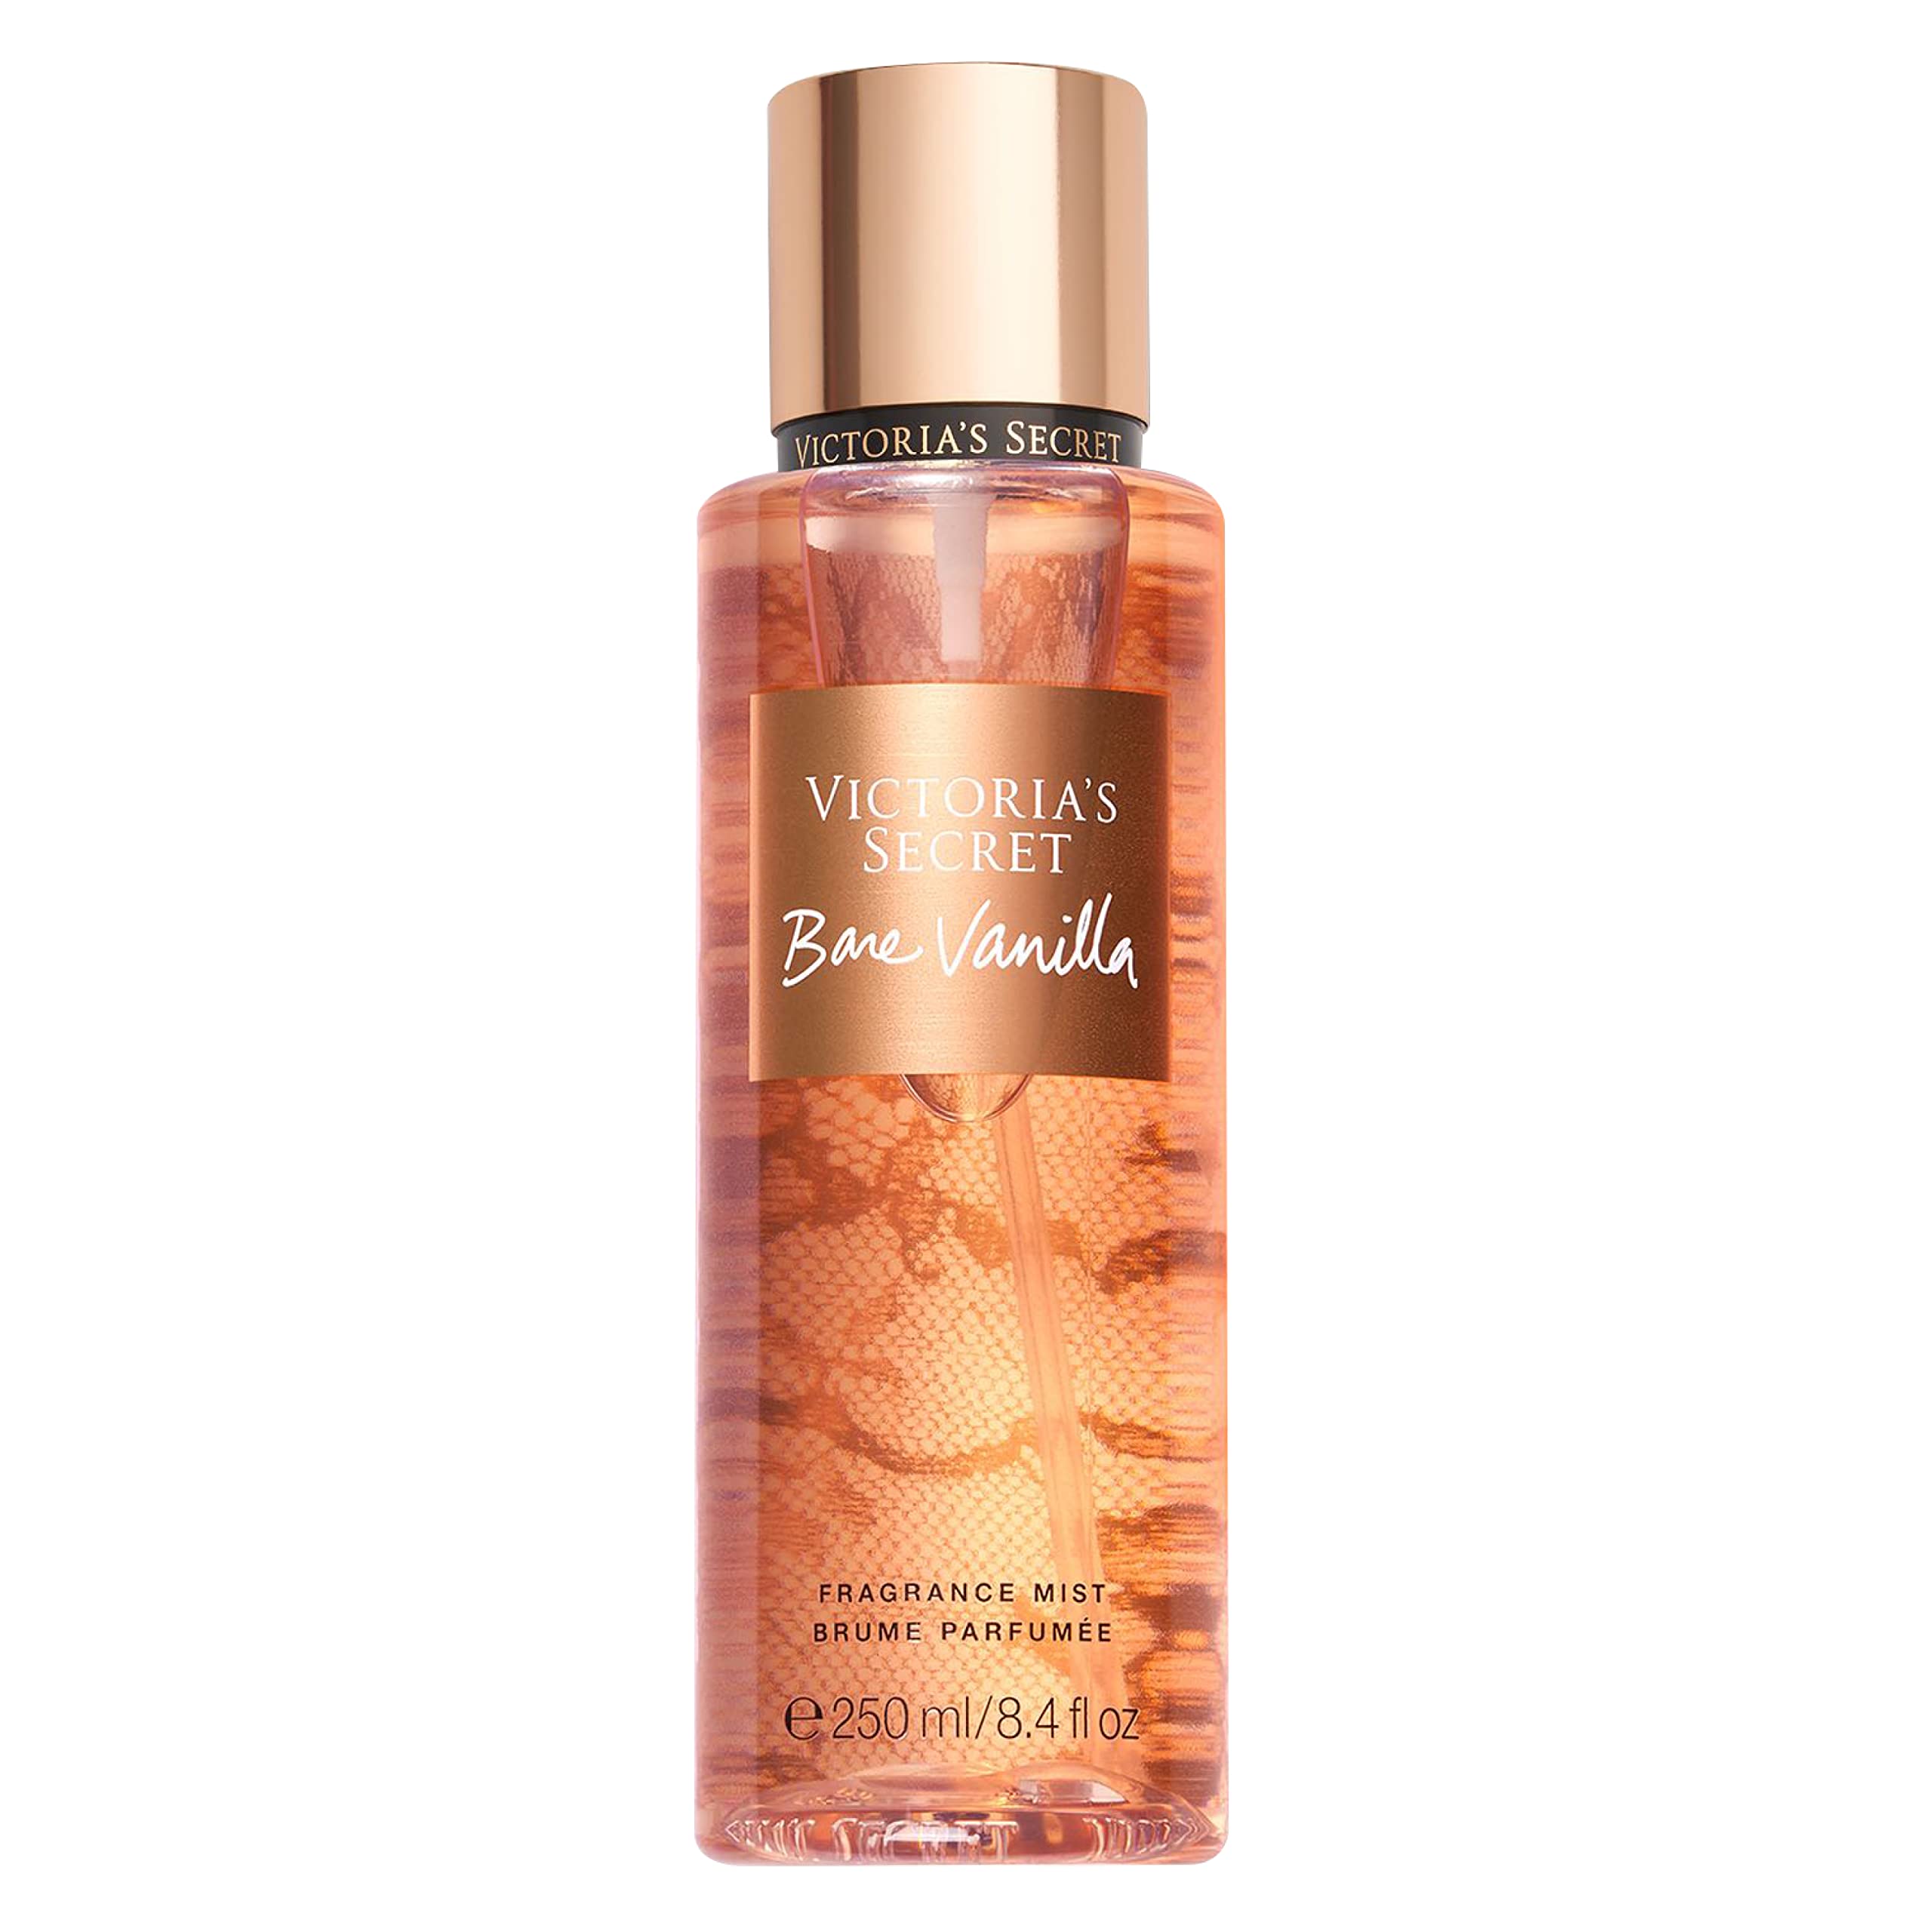 VICTORIA'S SECRET
VICTORIA'S
SECRET
Bare Vanilla
FRAGRANCE MIST
BRUME PARFUMÉE
℮ 250 ml/8.4 fl oz